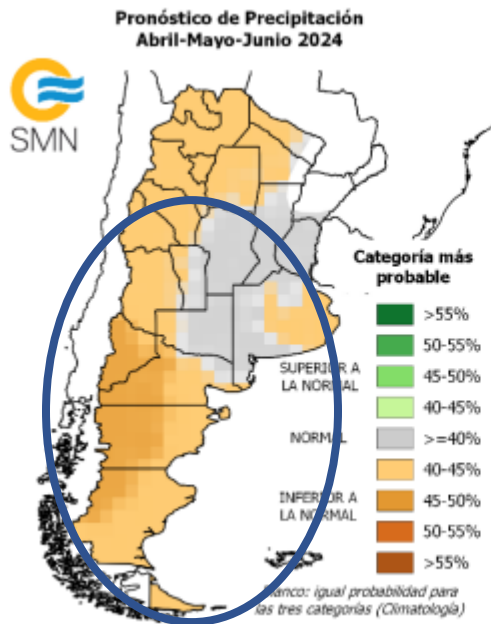 Pronóstico de Precipitación
Abril-Mayo-Junio 2024
SMN
Categoría más
probable
>55%
50-55%
45-50%
40-45%
SUPERIOR A
LA NORMAL
>=40%
NORMAL
40-45%
45-50%
50-55%
>55%
INFERIOR A
LA NORMAL
Blanco: igual probabilidad para
las tres categorías (Climatología)